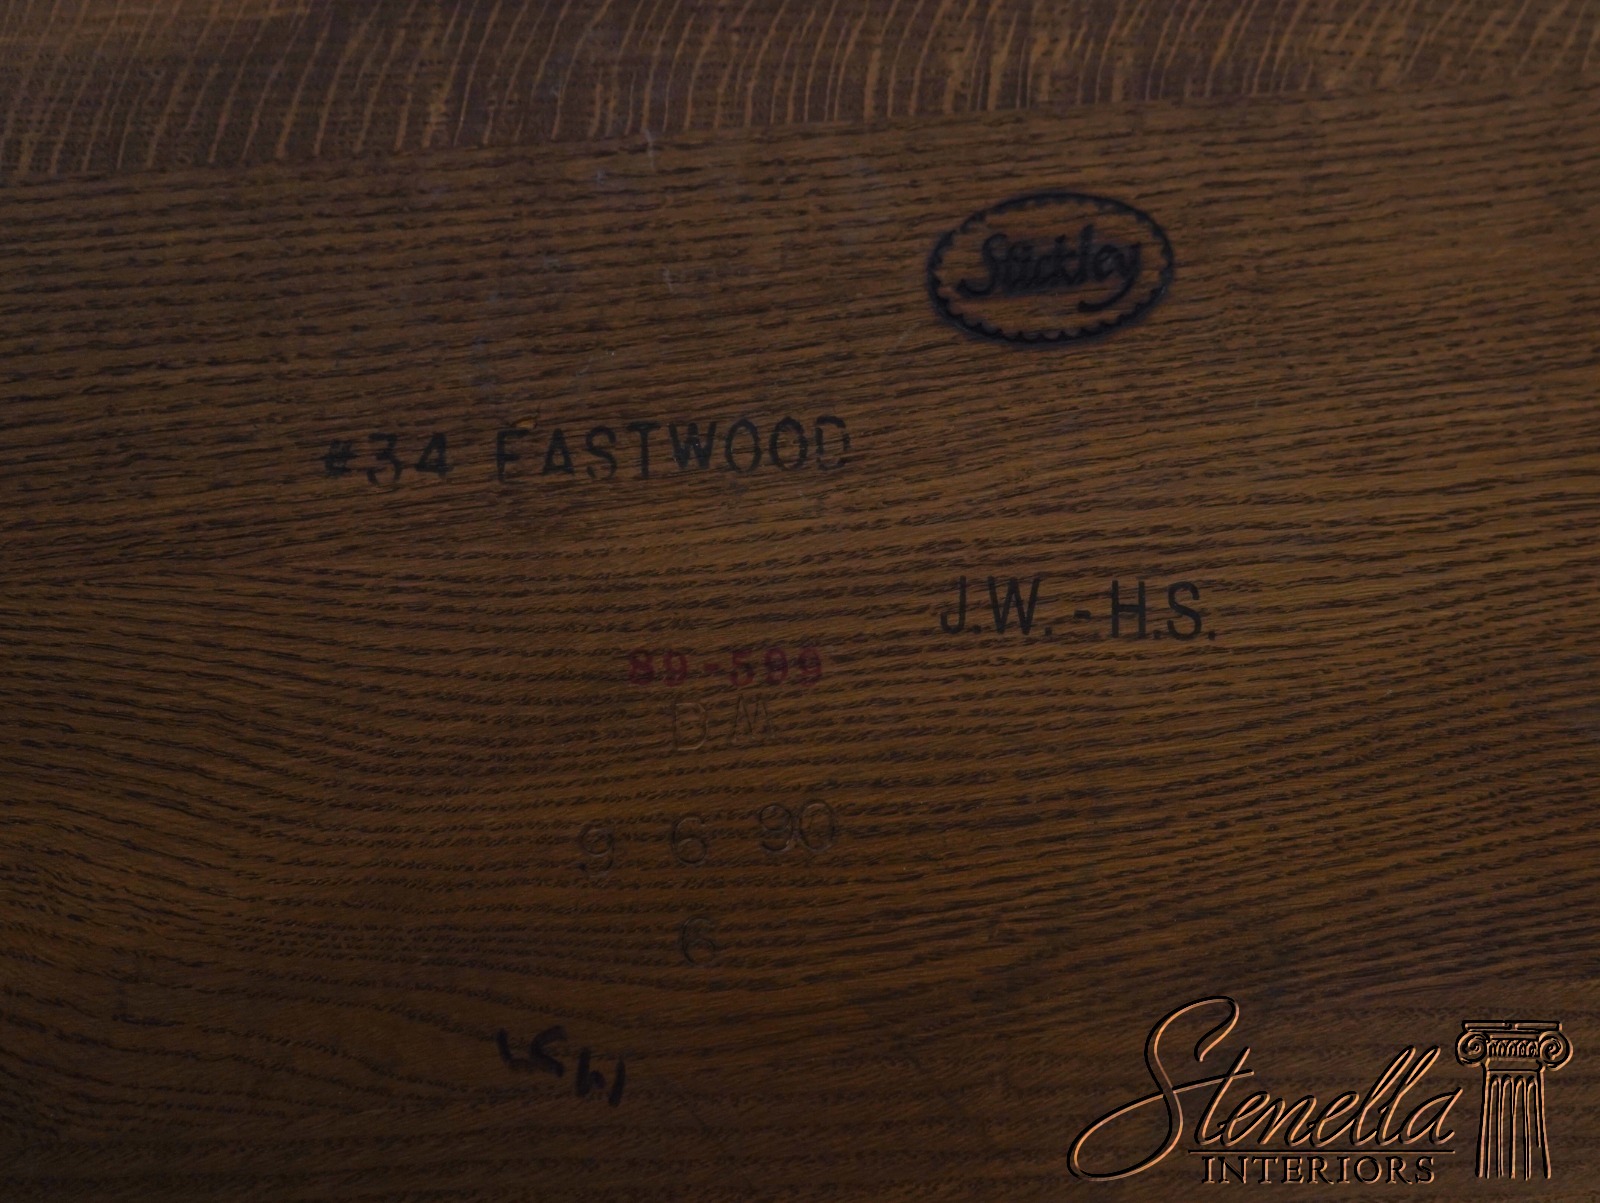 Stickley
#34 EASTWOOD
J.W.-H.S.
89-599
DM
9 6 90
6
Stenella
INTERIORS